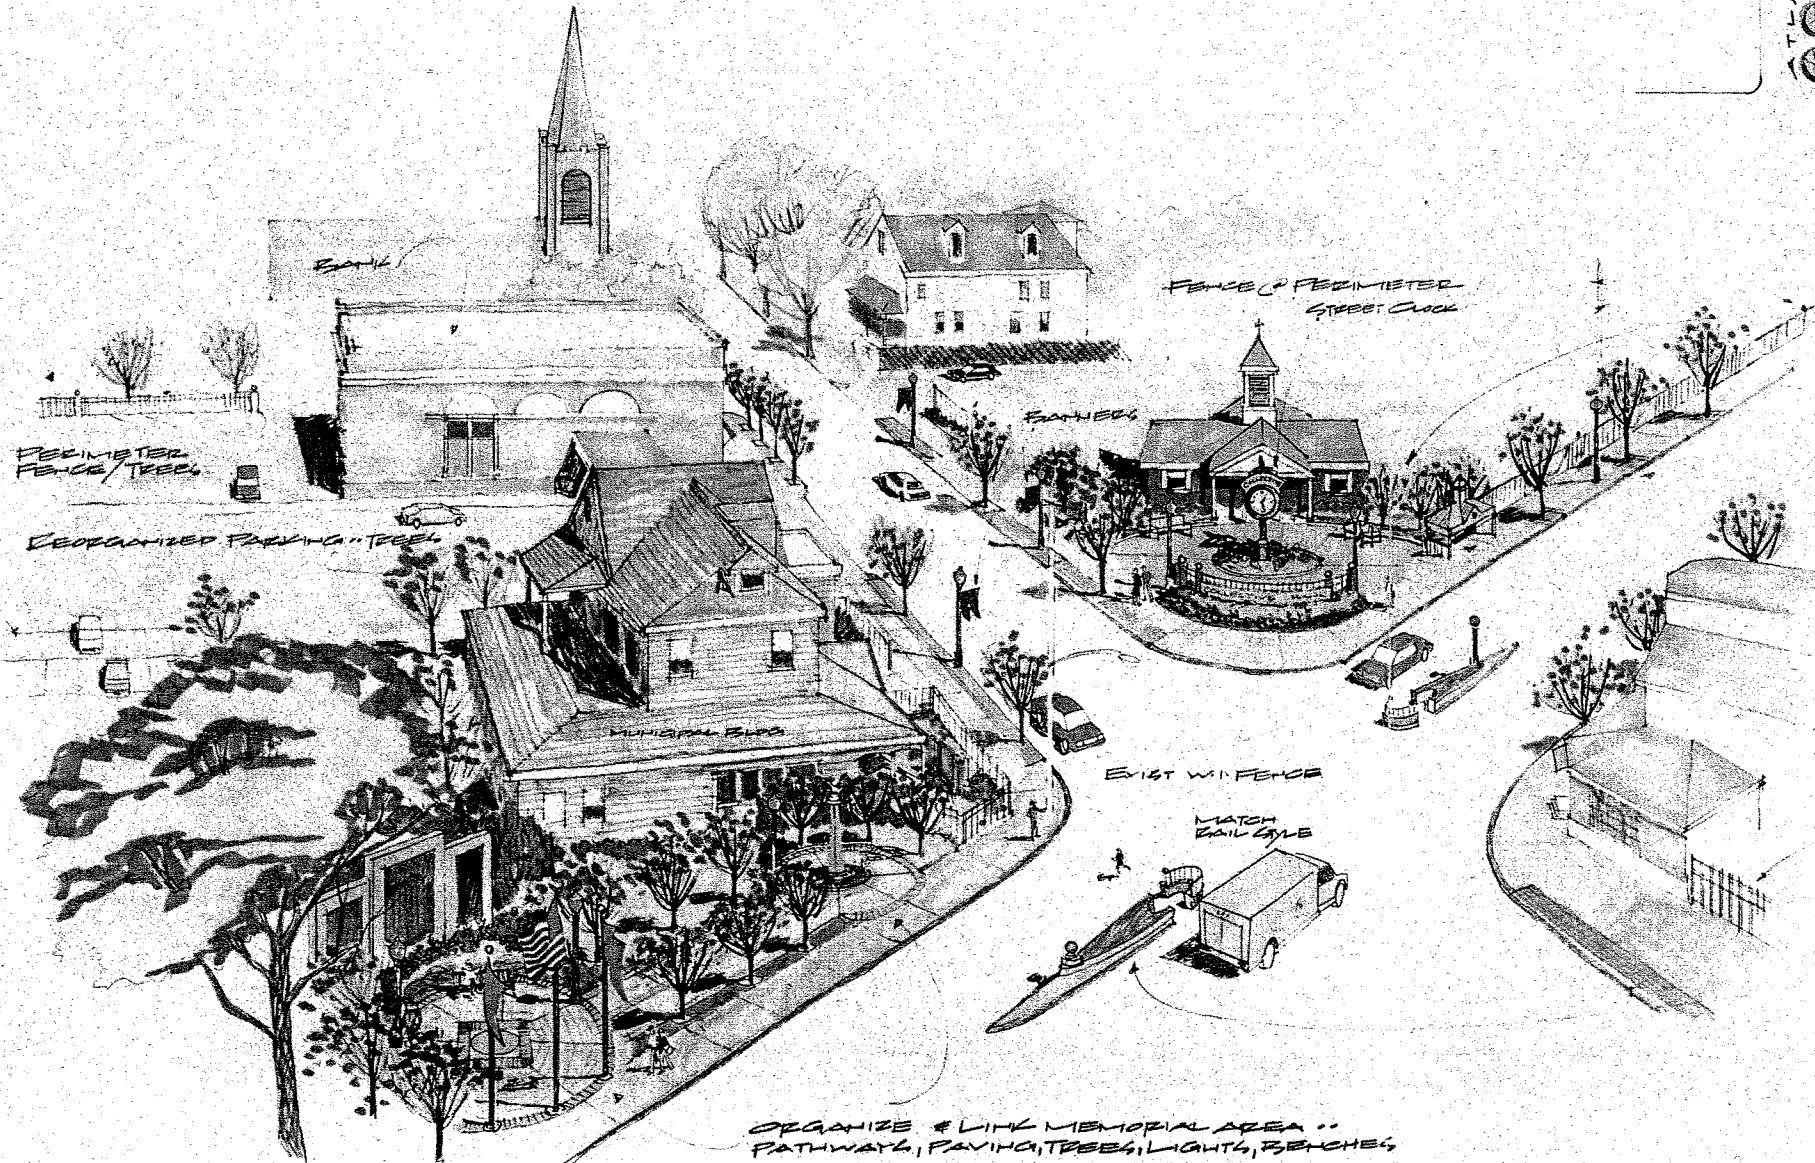 BANK
FENCE @ PERIMETER
STREET CLOCK
BANNERS
PERIMETER
FENCE/TREES
REORGANIZED PARKING .. TREES
MUNICIPAL BLDG
EXIST W.I. FENCE
MATCH
RAIL STYLE
ORGANIZE & LINK MEMORIAL AREA ..
PATHWAYS, PAVING, TREES, LIGHTS, BENCHES